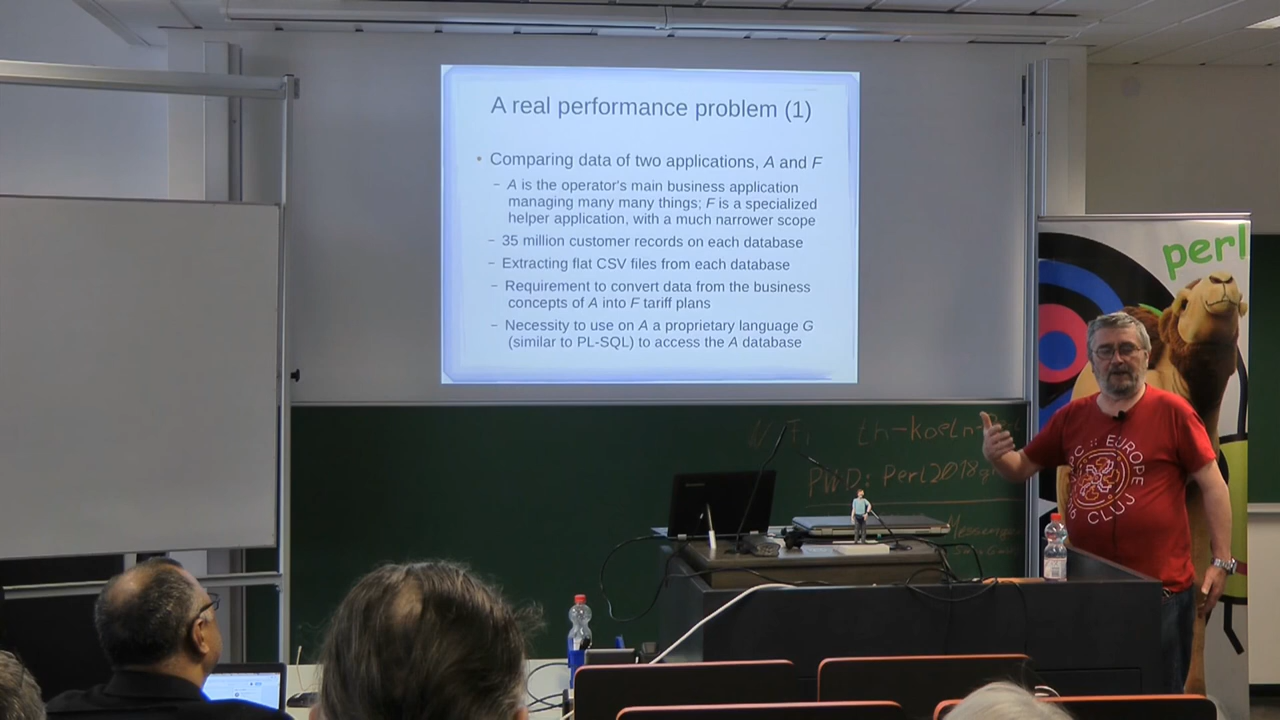 A real performance problem (1)
• Comparing data of two applications, A and F
– A is the operator's main business application
managing many many things; F is a specialized
helper application, with a much narrower scope
– 35 million customer records on each database
– Extracting flat CSV files from each database
– Requirement to convert data from the business
concepts of A into F tariff plans
– Necessity to use on A a proprietary language G
(similar to PL-SQL) to access the A database
perl
th-koeln-
PWD: Perl2018
Messenger
EUROPE
CLUJ